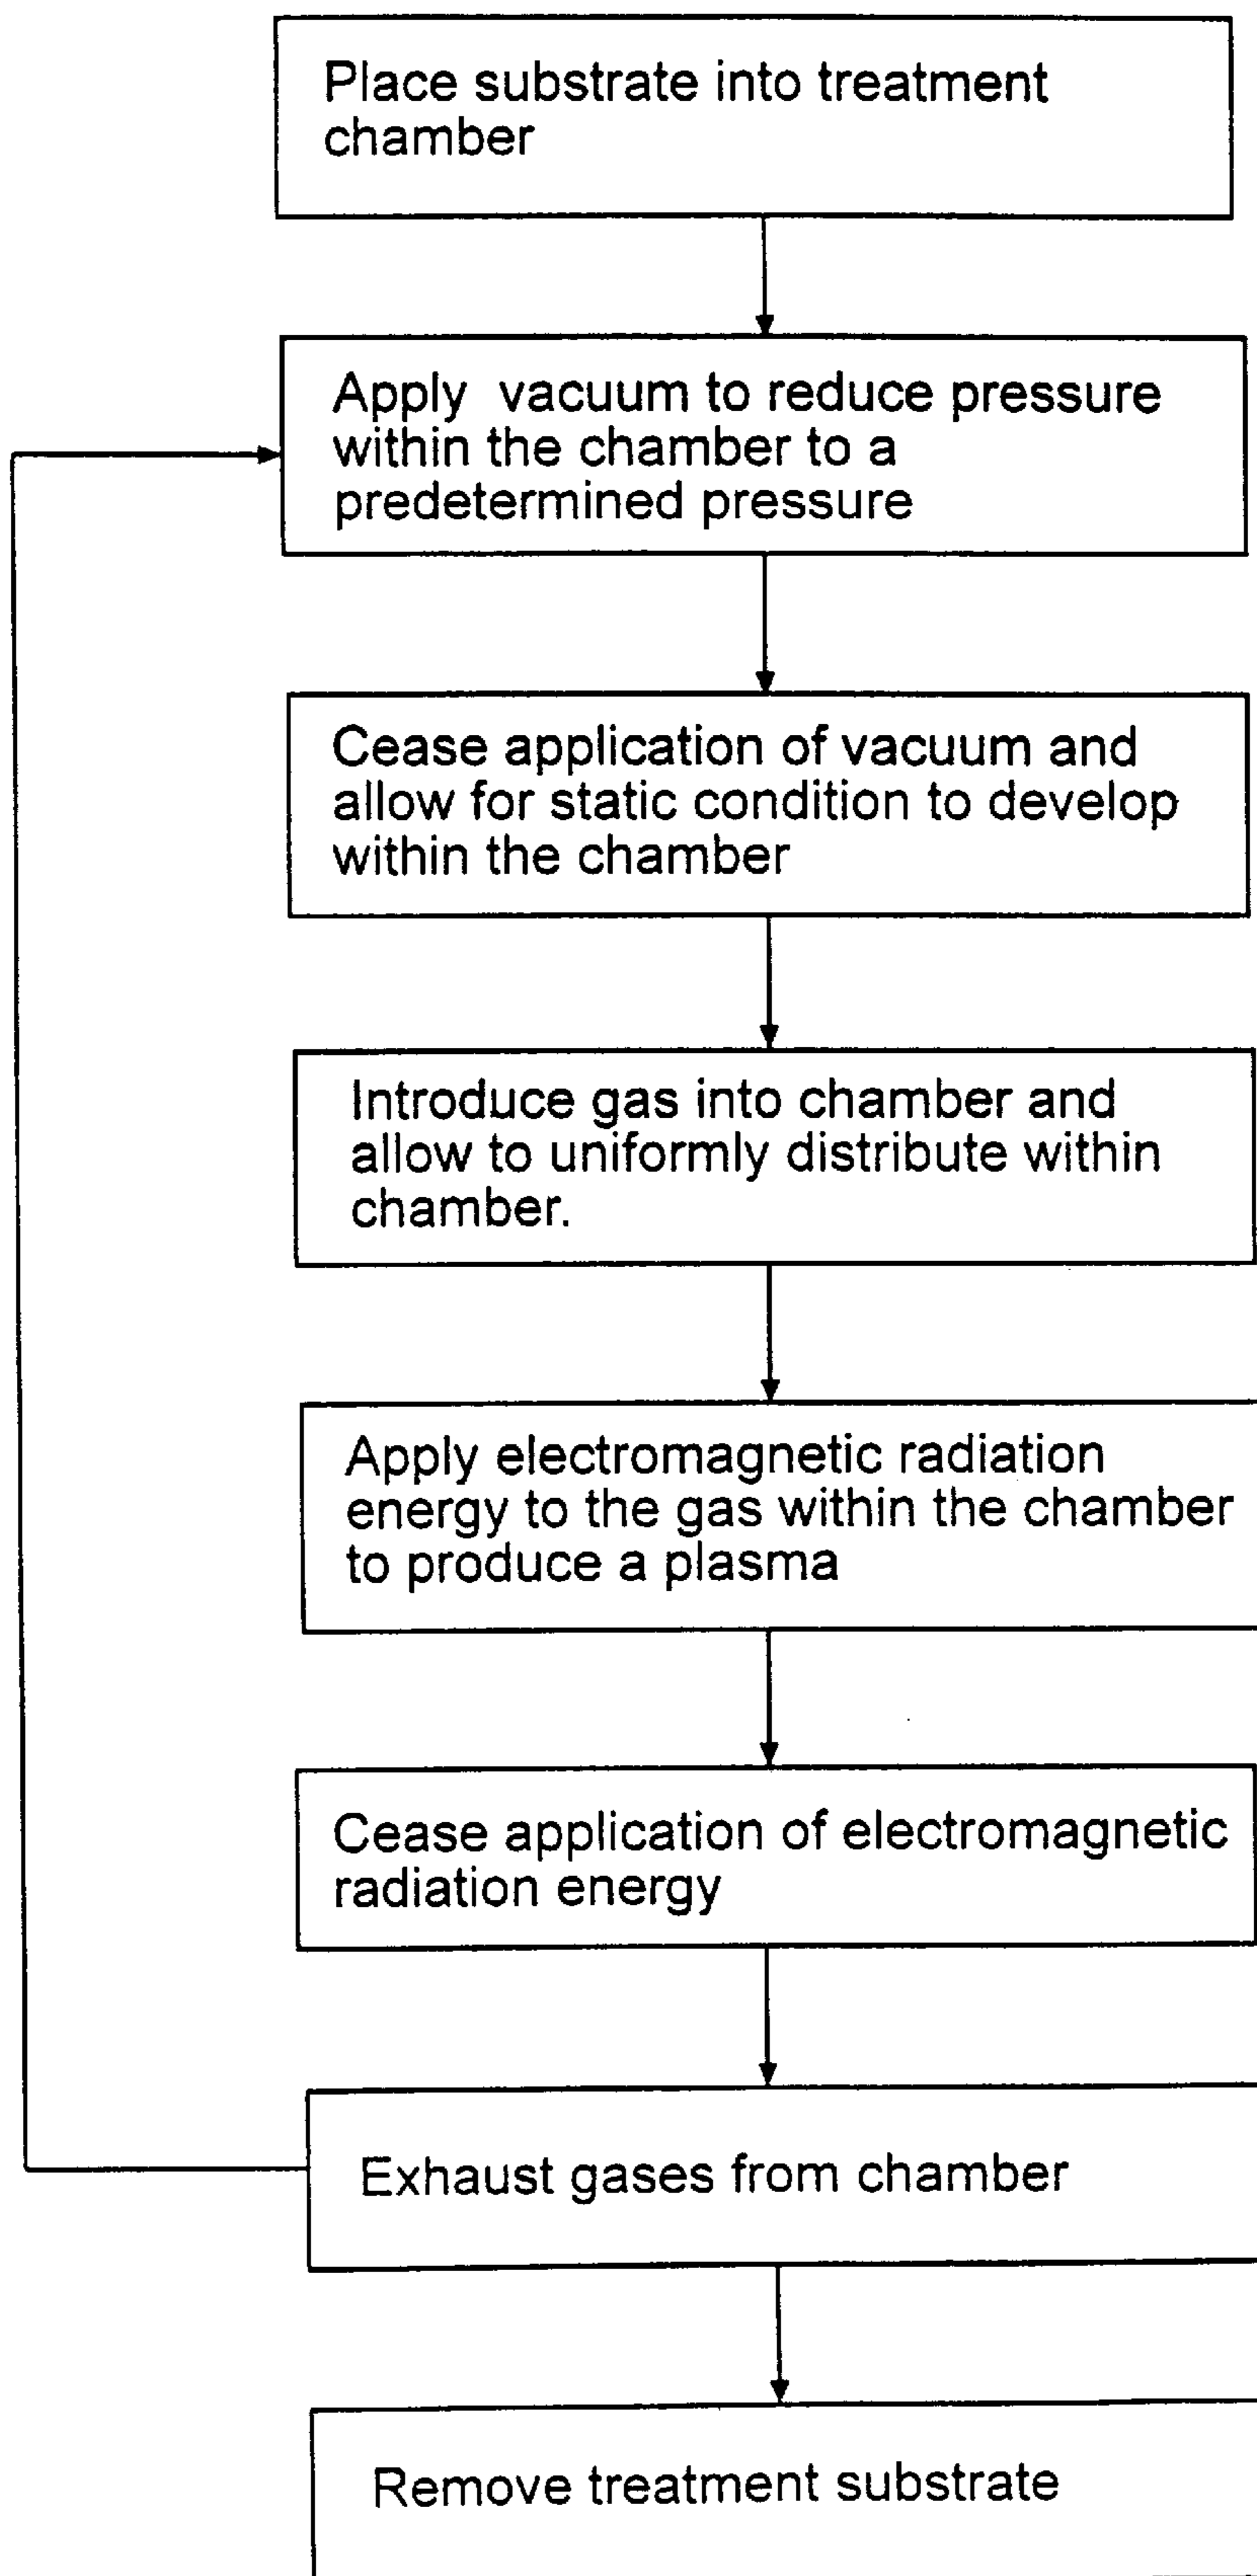 Place substrate into treatment
chamber
Apply vacuum to reduce pressure
within the chamber to a
predetermined pressure
Cease application of vacuum and
allow for static condition to develop
within the chamber
Introduce gas into chamber and
allow to uniformly distribute within
chamber.
Apply electromagnetic radiation
energy to the gas within the chamber
to produce a plasma
Cease application of electromagnetic
radiation energy
Exhaust gases from chamber
Remove treatment substrate